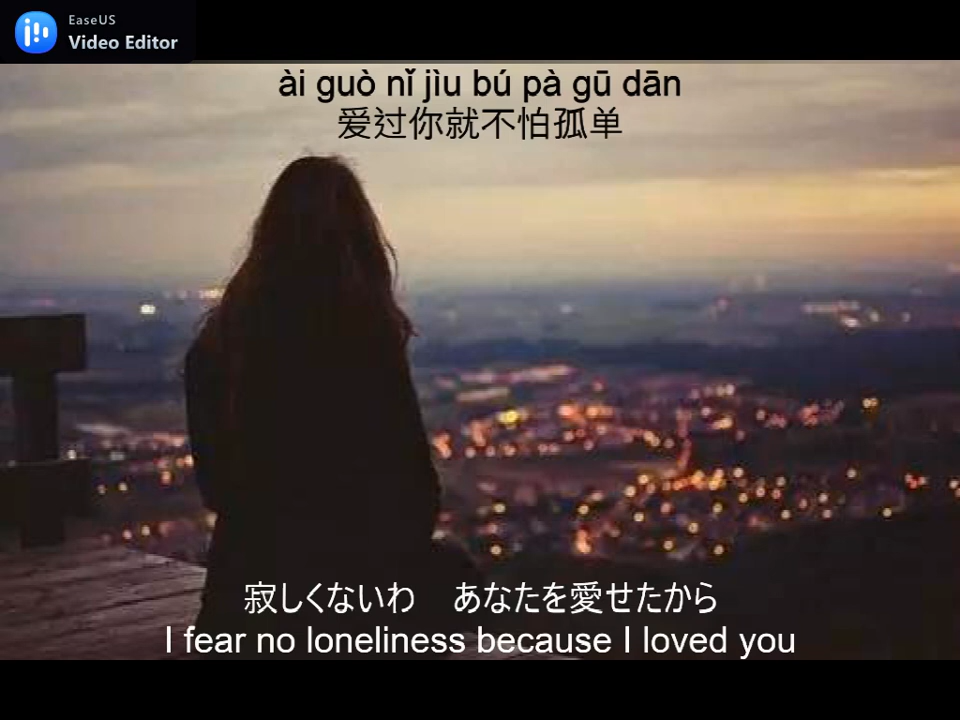 EaseUS
Video Editor
ài guò nǐ jìu bú pà gū dān
爱过你就不怕孤单
寂しくないわ　あなたを愛せたから
I fear no loneliness because I loved you